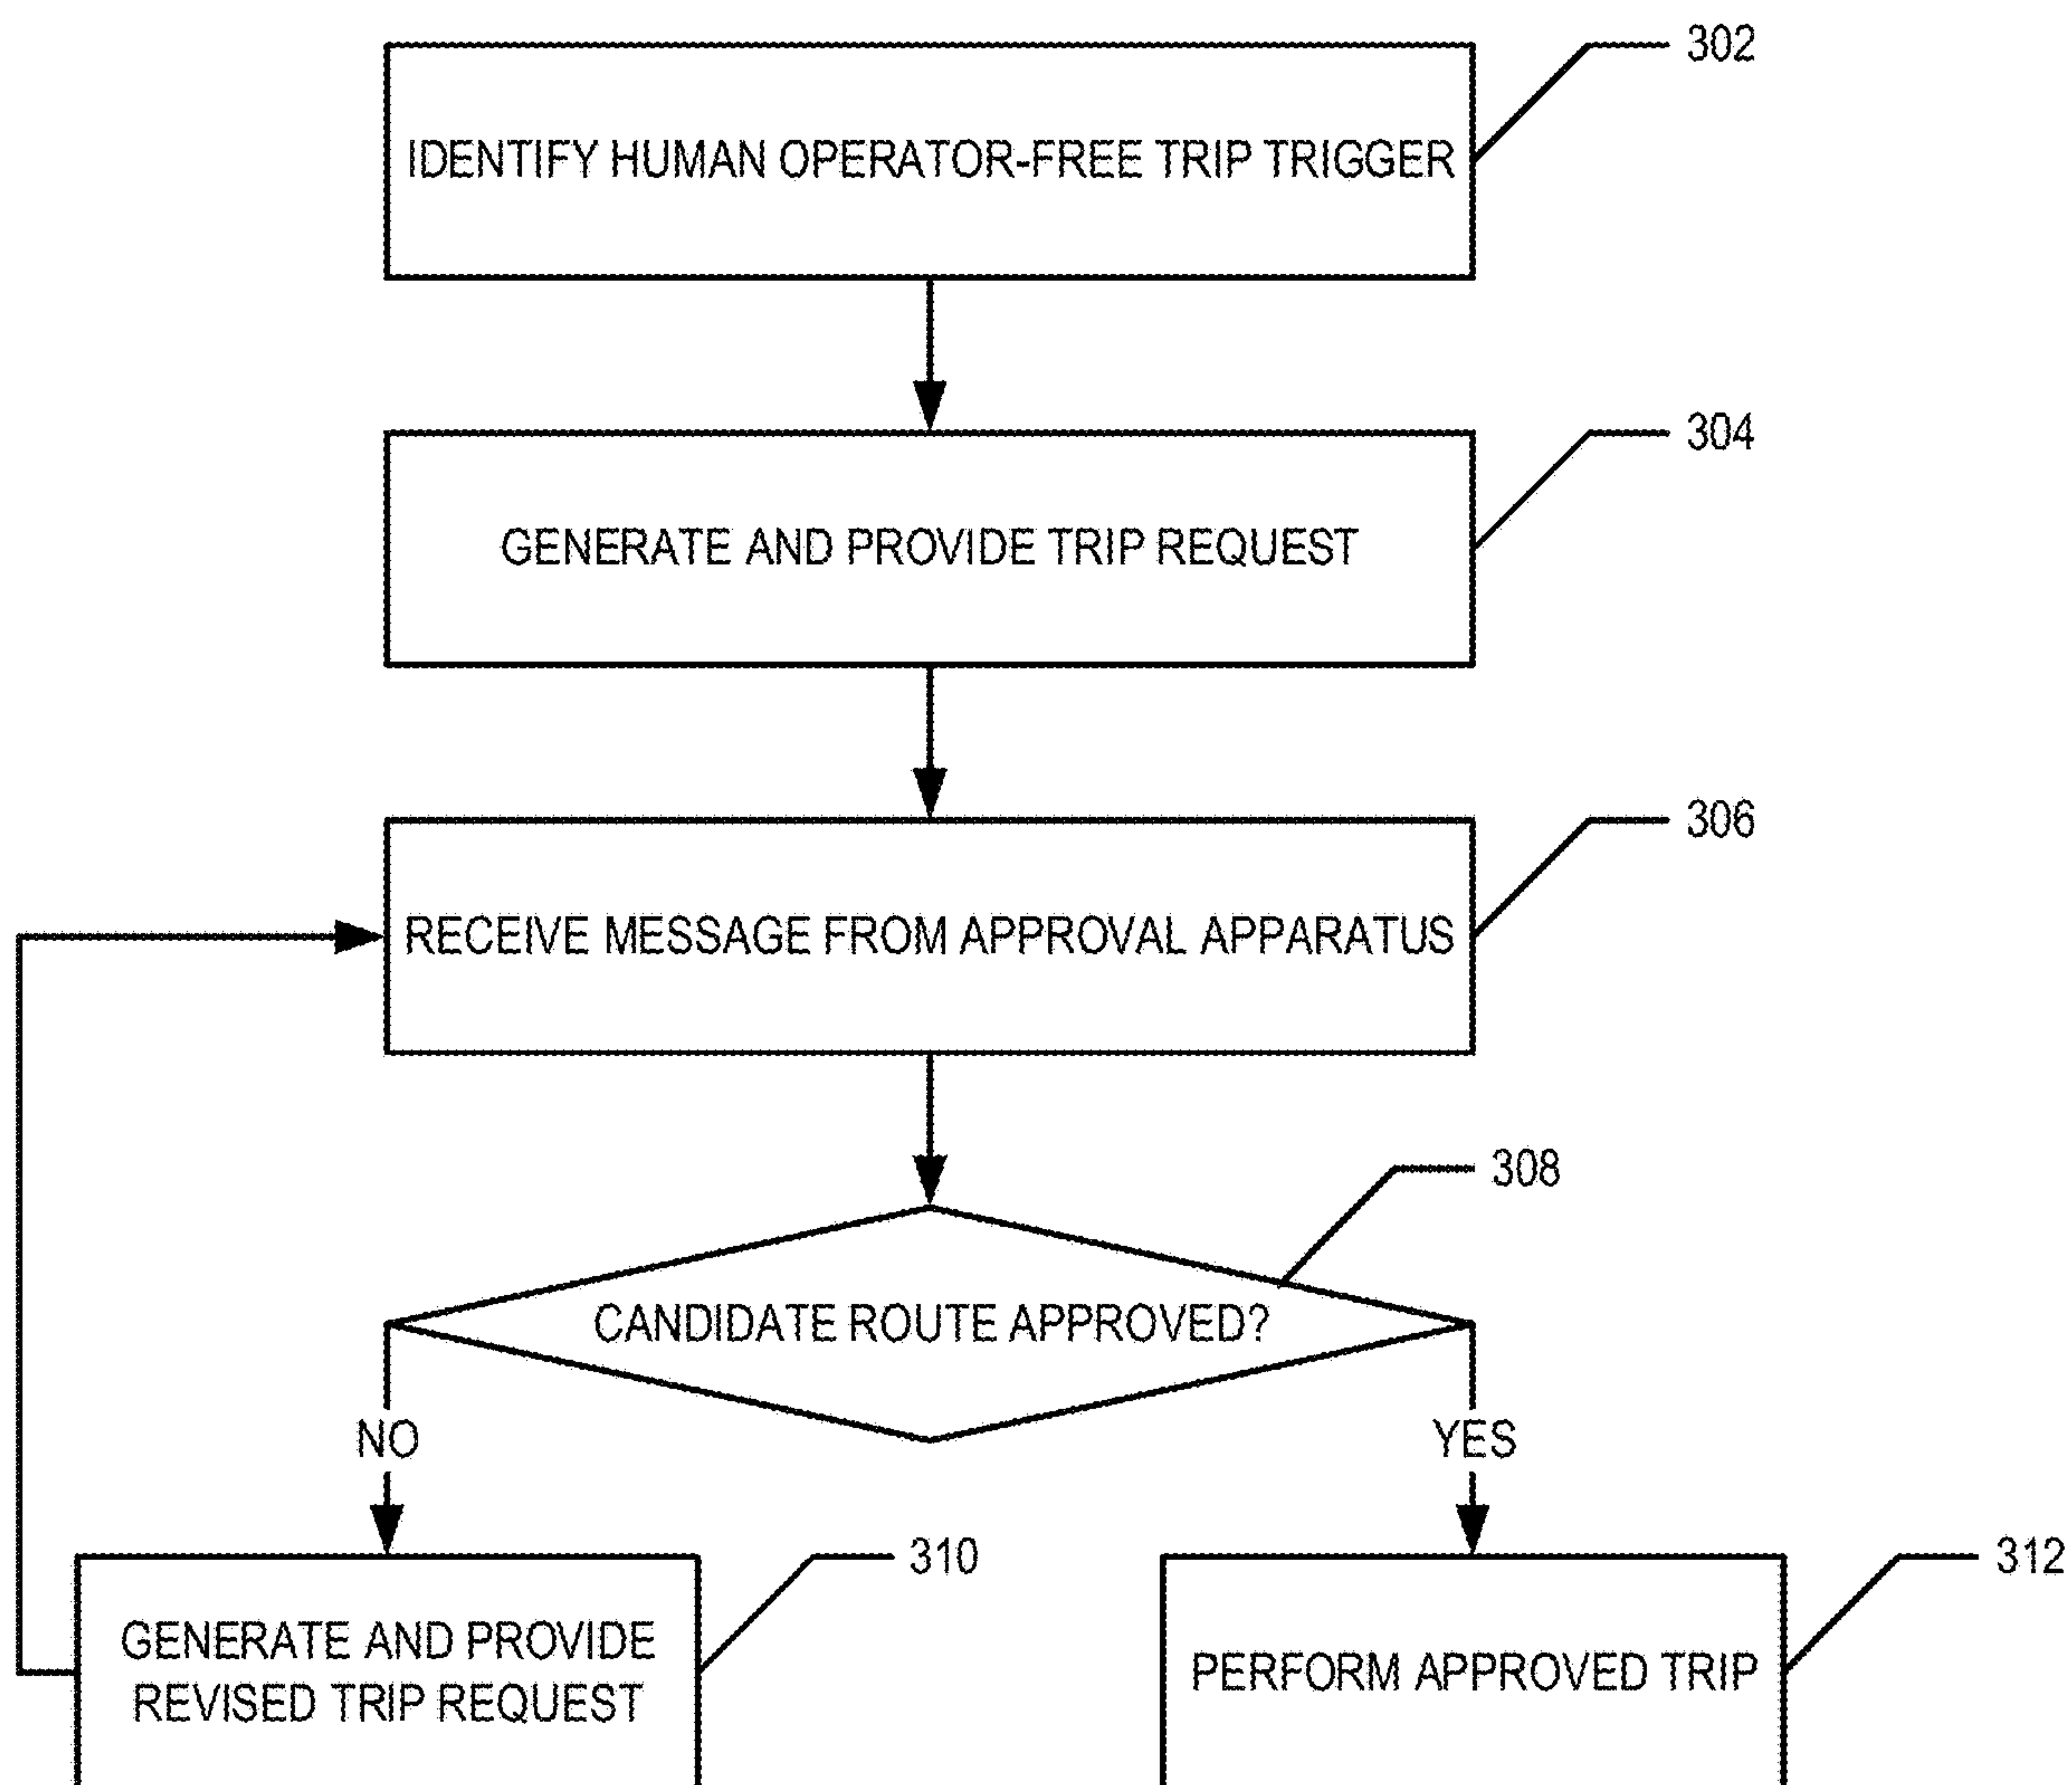 302
IDENTIFY HUMAN OPERATOR-FREE TRIP TRIGGER
304
GENERATE AND PROVIDE TRIP REQUEST
306
RECEIVE MESSAGE FROM APPROVAL APPARATUS
308
CANDIDATE ROUTE APPROVED?
NO
YES
310
312
GENERATE AND PROVIDE
REVISED TRIP REQUEST
PERFORM APPROVED TRIP